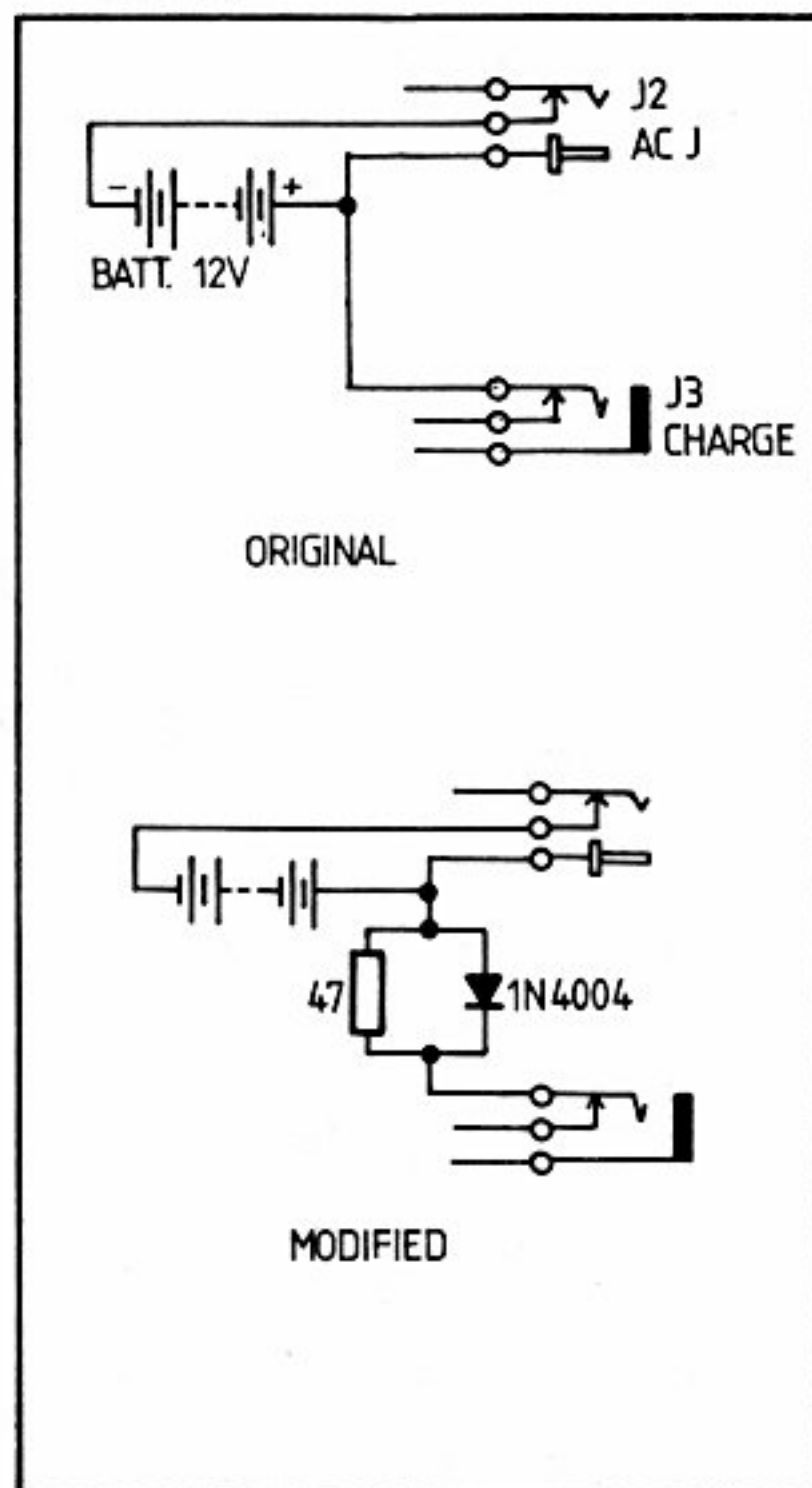 J2
AC J
- +
BATT. 12V
J3
CHARGE
ORIGINAL
47 1N4004
MODIFIED